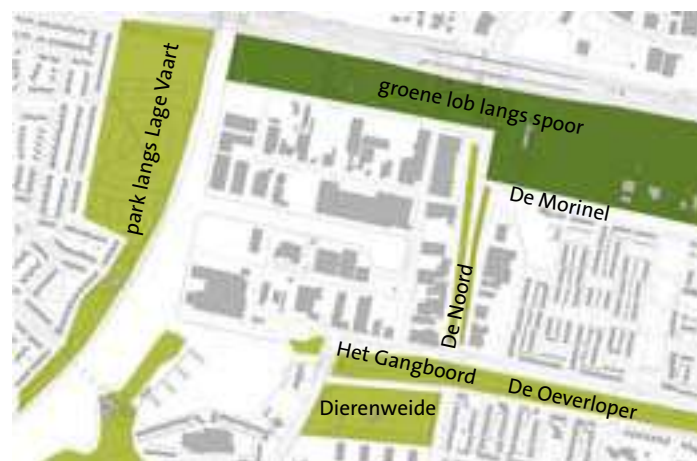 park langs Lage Vaart
groene lob langs spoor
De Morinel
De Noord
Het Gangboord
De Oeverloper
Dierenweide